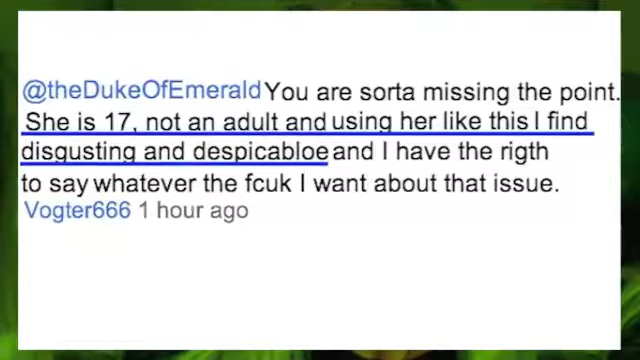 @theDukeOfEmerald You are sorta missing the point.
She is 17, not an adult and using her like this I find
disgusting and despicabloe and I have the rigth
to say whatever the fcuk I want about that issue.
Vogter666 1 hour ago